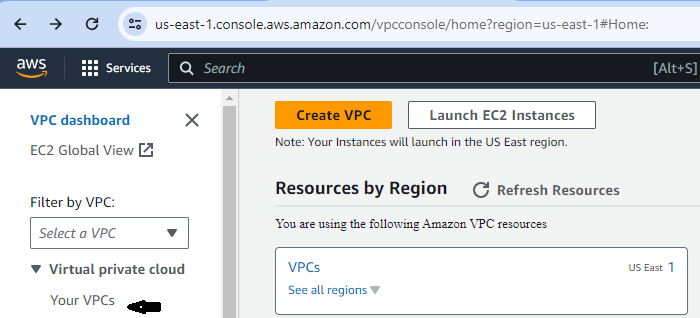 us-east-1.console.aws.amazon.com/vpcconsole/home?region=us-east-1#Home:
aws
Services
Search
[Alt+S]
VPC dashboard
EC2 Global View
Filter by VPC:
Select a VPC
Virtual private cloud
Your VPCs
Create VPC
Launch EC2 Instances
Note: Your Instances will launch in the US East region.
Resources by Region
Refresh Resources
You are using the following Amazon VPC resources
VPCs
US East 1
See all regions